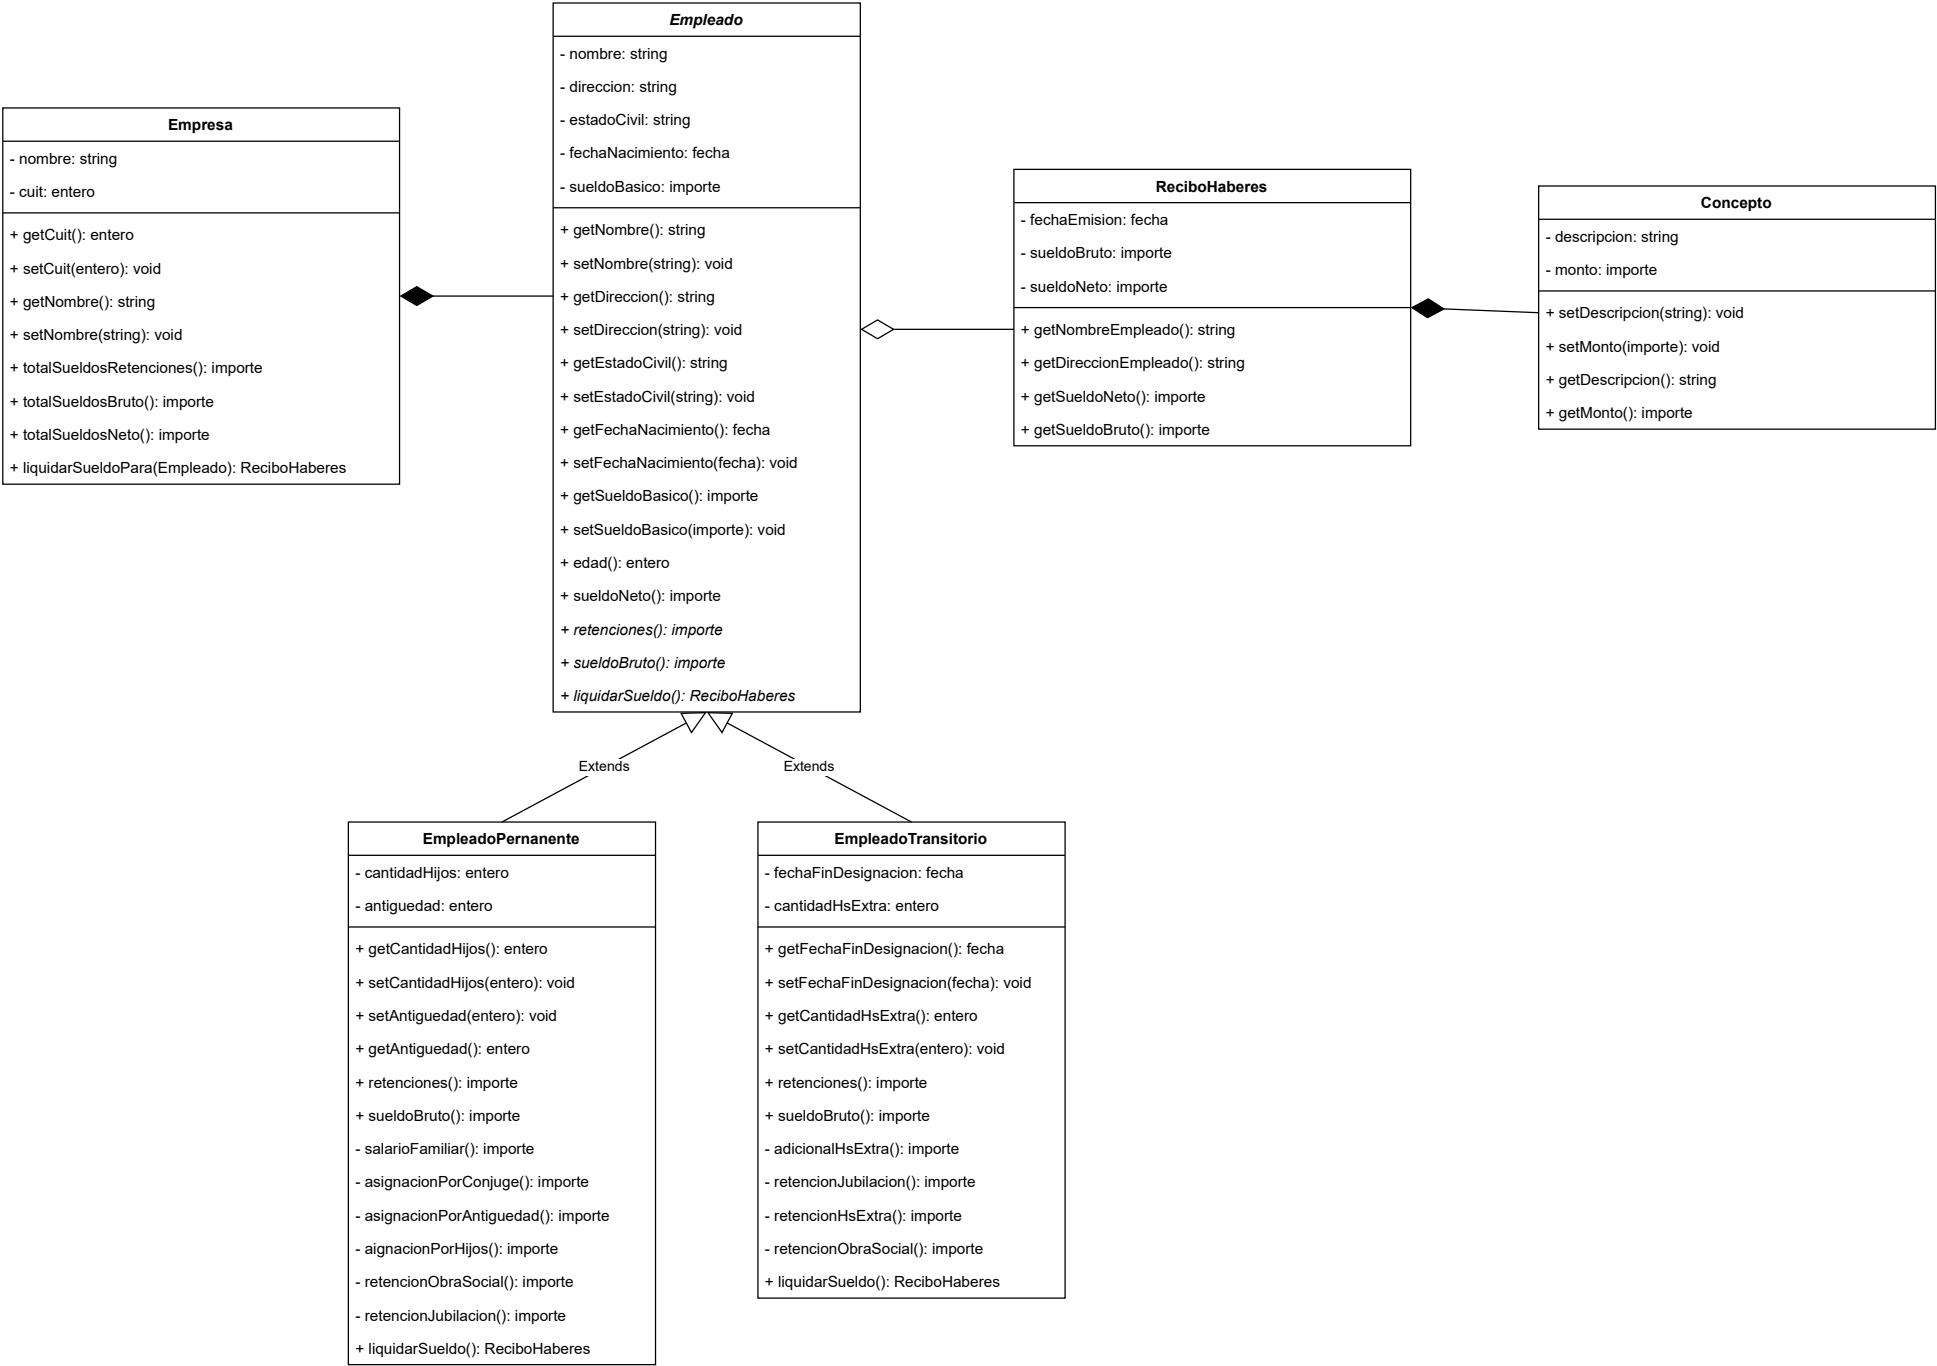 Empresa
- nombre: string
- cuit: entero
+ getCuit(): entero
+ setCuit(entero): void
+ getNombre(): string
+ setNombre(string): void
+ totalSueldosRetenciones(): importe
+ totalSueldosBruto(): importe
+ totalSueldosNeto(): importe
+ liquidarSueldoPara(Empleado): ReciboHaberes
Empleado
- nombre: string
- direccion: string
- estadoCivil: string
- fechaNacimiento: fecha
- sueldoBasico: importe
+ getNombre(): string
+ setNombre(string): void
+ getDireccion(): string
+ setDireccion(string): void
+ getEstadoCivil(): string
+ setEstadoCivil(string): void
+ getFechaNacimiento(): fecha
+ setFechaNacimiento(fecha): void
+ getSueldoBasico(): importe
+ setSueldoBasico(importe): void
+ edad(): entero
+ sueldoNeto(): importe
+ retenciones(): importe
+ sueldoBruto(): importe
+ liquidarSueldo(): ReciboHaberes
ReciboHaberes
- fechaEmision: fecha
- sueldoBruto: importe
- sueldoNeto: importe
+ getNombreEmpleado(): string
+ getDireccionEmpleado(): string
+ getSueldoNeto(): importe
+ getSueldoBruto(): importe
Concepto
- descripcion: string
- monto: importe
+ setDescripcion(string): void
+ setMonto(importe): void
+ getDescripcion(): string
+ getMonto(): importe
Extends
Extends
EmpleadoPernanente
- cantidadHijos: entero
- antiguedad: entero
+ getCantidadHijos(): entero
+ setCantidadHijos(entero): void
+ setAntiguedad(entero): void
+ getAntiguedad(): entero
+ retenciones(): importe
+ sueldoBruto(): importe
- salarioFamiliar(): importe
- asignacionPorConjuge(): importe
- asignacionPorAntiguedad(): importe
- aignacionPorHijos(): importe
- retencionObraSocial(): importe
- retencionJubilacion(): importe
+ liquidarSueldo(): ReciboHaberes
EmpleadoTransitorio
- fechaFinDesignacion: fecha
- cantidadHsExtra: entero
+ getFechaFinDesignacion(): fecha
+ setFechaFinDesignacion(fecha): void
+ getCantidadHsExtra(): entero
+ setCantidadHsExtra(entero): void
+ retenciones(): importe
+ sueldoBruto(): importe
- adicionalHsExtra(): importe
- retencionJubilacion(): importe
- retencionHsExtra(): importe
- retencionObraSocial(): importe
+ liquidarSueldo(): ReciboHaberes